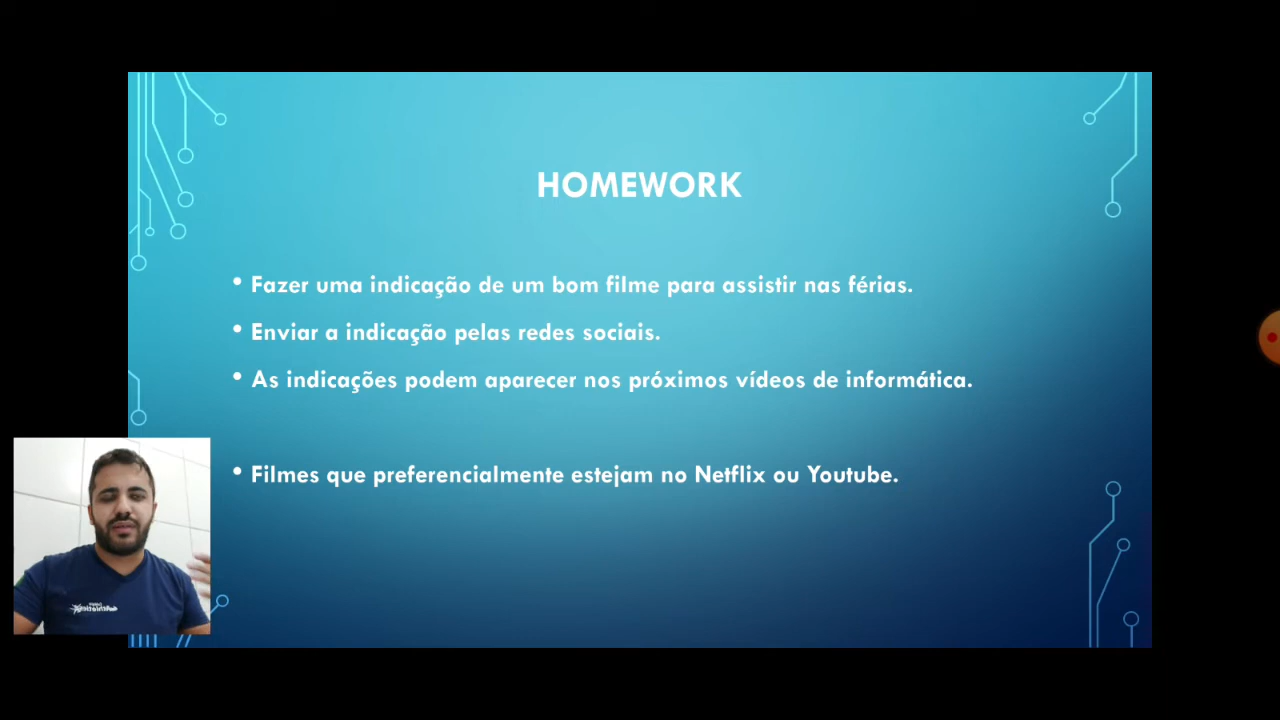 HOMEWORK
• Fazer uma indicação de um bom filme para assistir nas férias.
• Enviar a indicação pelas redes sociais.
• As indicações podem aparecer nos próximos vídeos de informática.
• Filmes que preferencialmente estejam no Netflix ou Youtube.